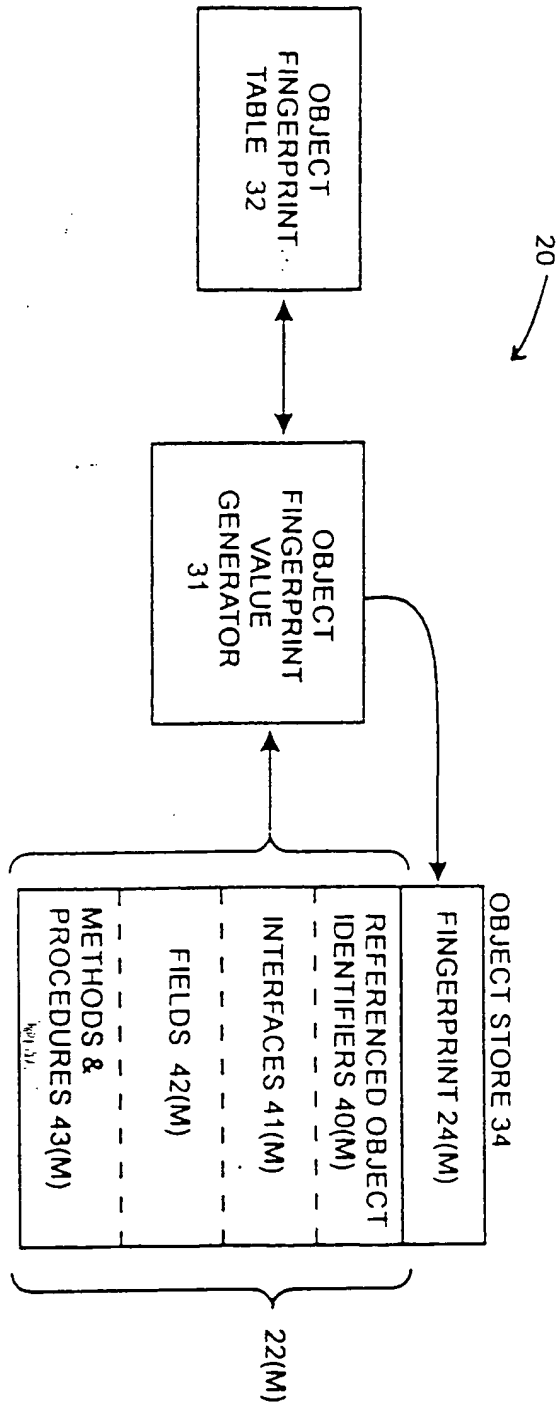 20
OBJECT
FINGERPRINT
TABLE 32
OBJECT
FINGERPRINT
VALUE
GENERATOR
31
OBJECT STORE 34
FINGERPRINT 24(M)
REFERENCED OBJECT
IDENTIFIERS 40(M)
INTERFACES 41(M)
FIELDS 42(M)
METHODS &
PROCEDURES 43(M)
22(M)